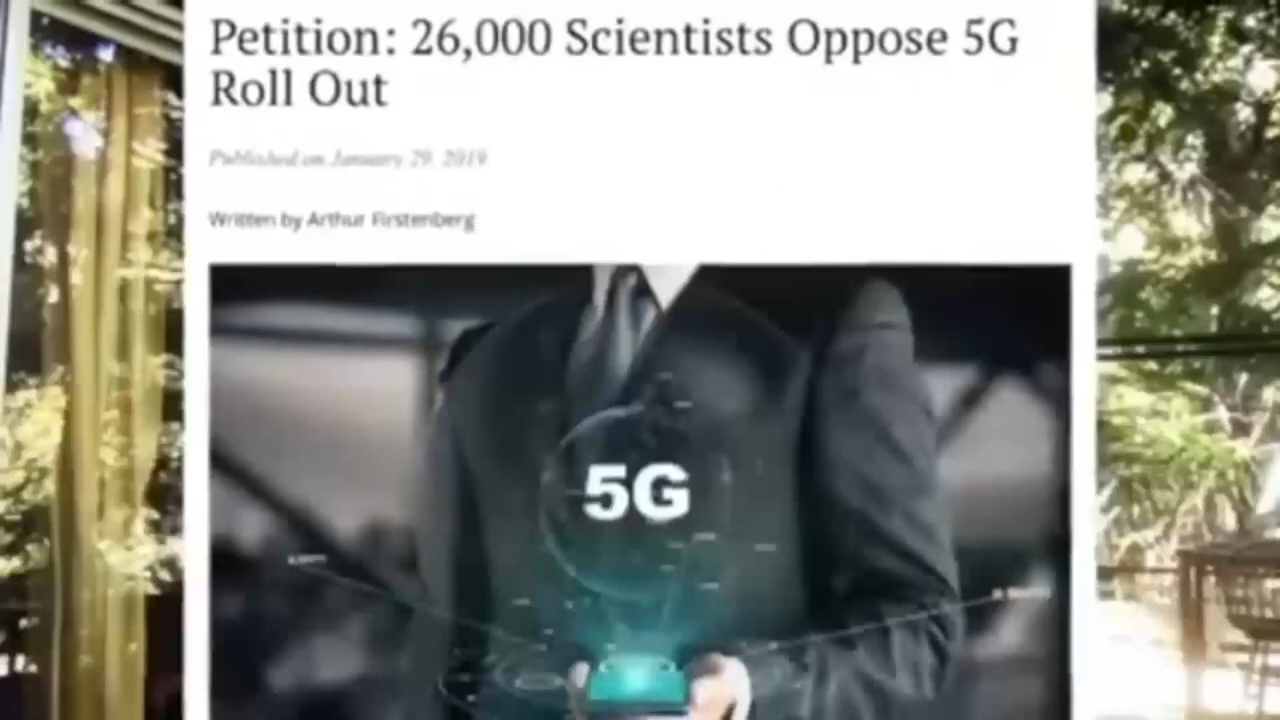 Petition: 26,000 Scientists Oppose 5G
Roll Out
Published on January 29, 2019
Written by Arthur Firstenberg
5G